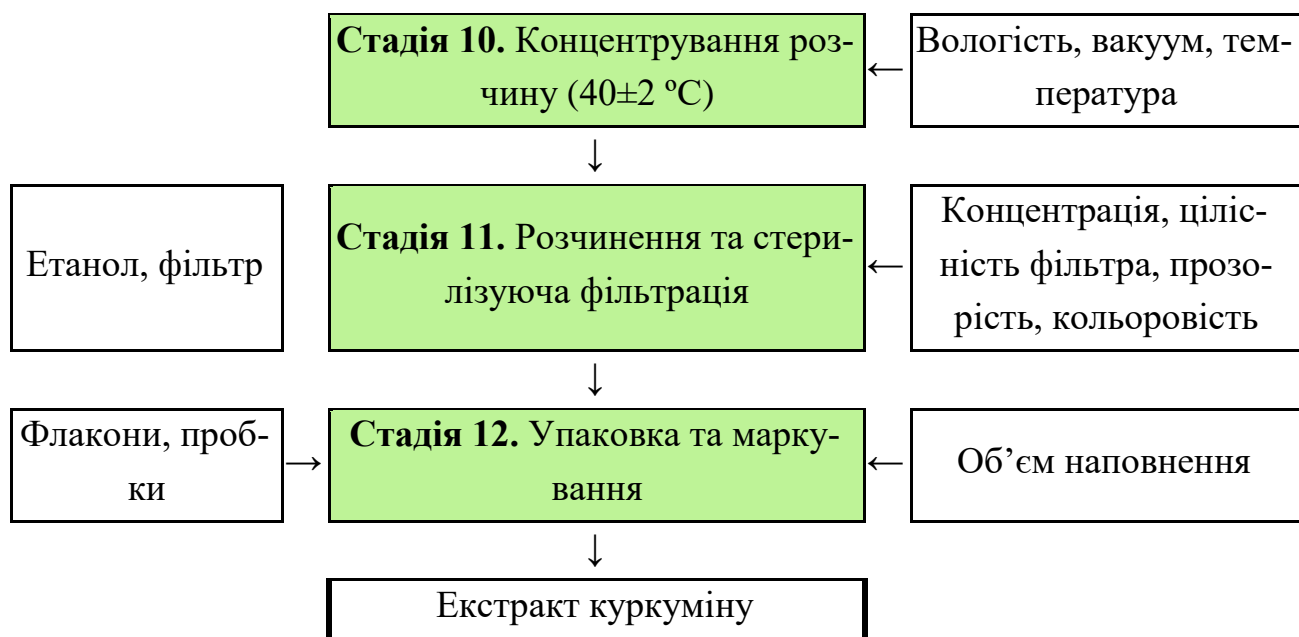 Стадія 10. Концентрування роз-
чину (40±2 ºС)
Вологість, вакуум, тем-
пература
Етанол, фільтр
Стадія 11. Розчинення та стери-
лізуюча фільтрація
Концентрація, ціліс-
ність фільтра, прозо-
рість, кольоровість
Флакони, проб-
ки
Стадія 12. Упаковка та марку-
вання
Об’єм наповнення
Екстракт куркуміну